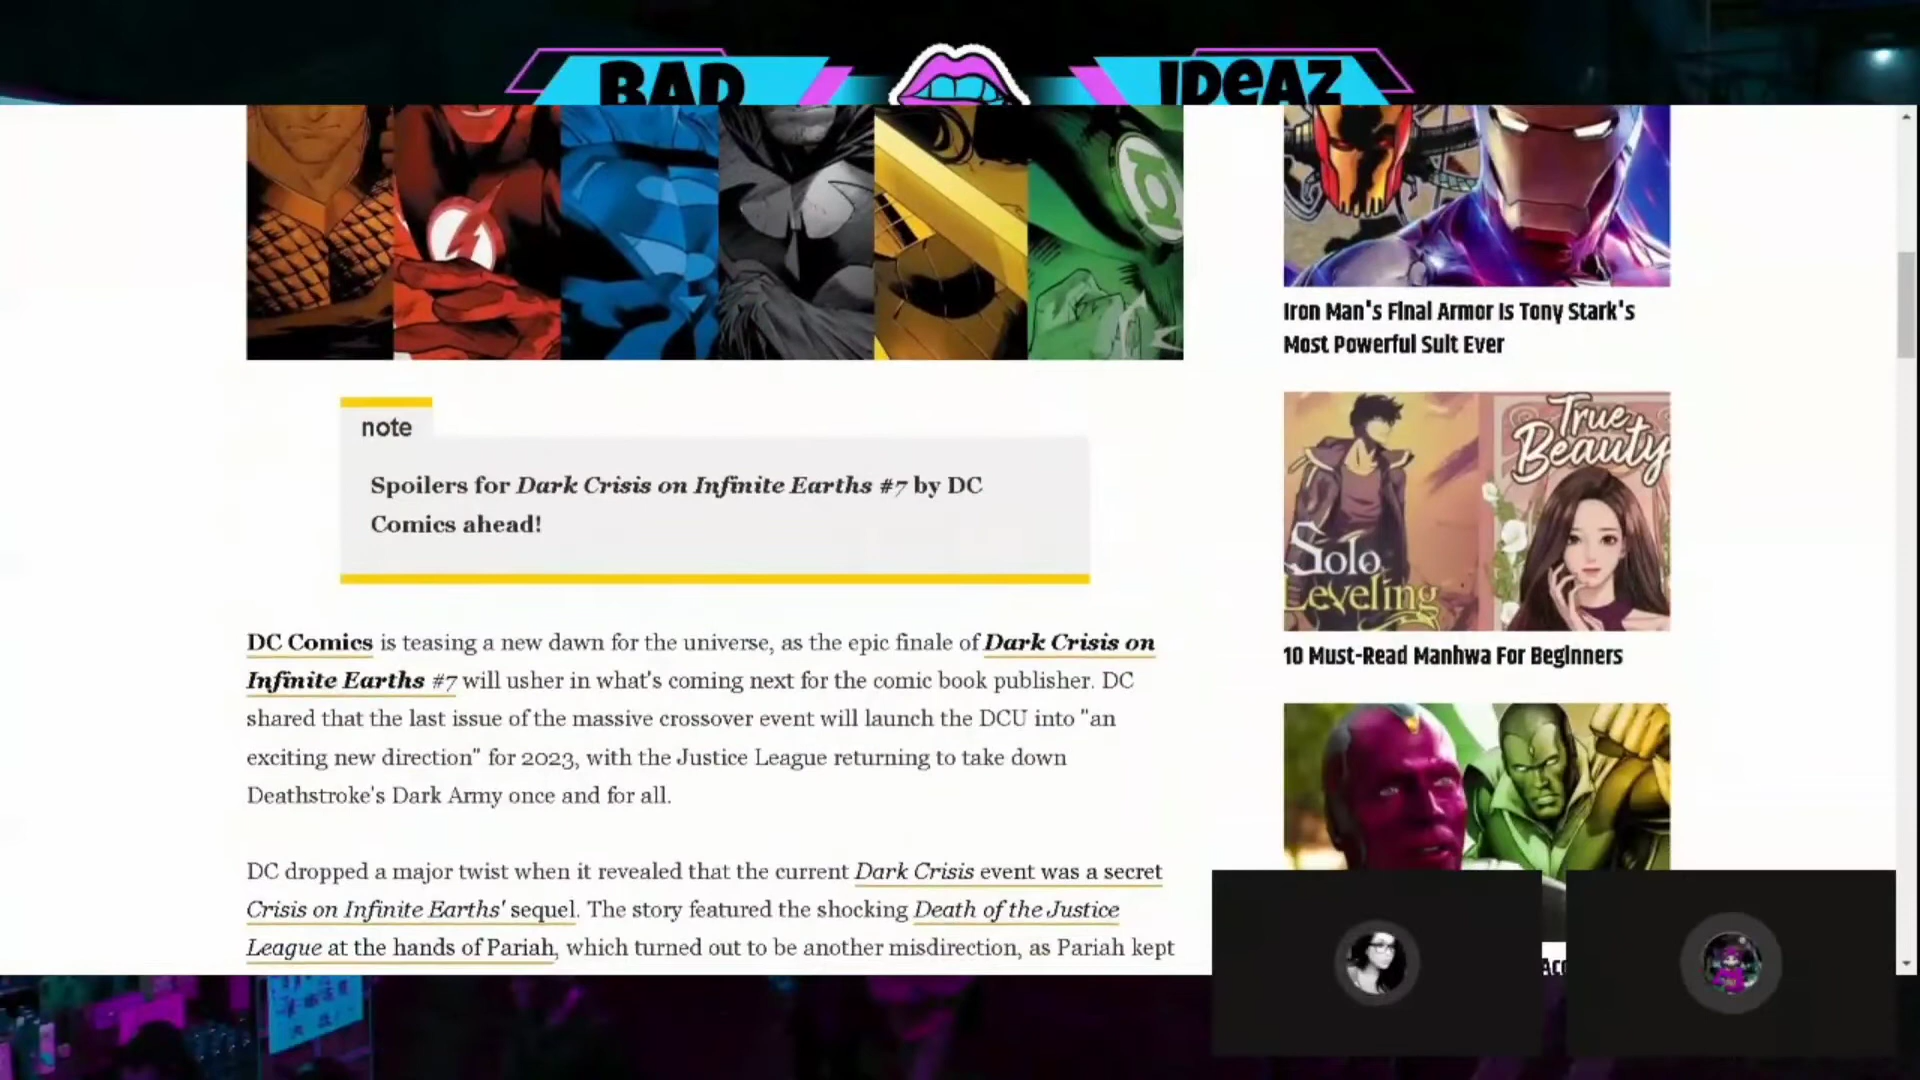 BAD IDEAZ
note
Spoilers for Dark Crisis on Infinite Earths #7 by DC
Comics ahead!
DC Comics is teasing a new dawn for the universe, as the epic finale of Dark Crisis on
Infinite Earths #7 will usher in what's coming next for the comic book publisher. DC
shared that the last issue of the massive crossover event will launch the DCU into "an
exciting new direction" for 2023, with the Justice League returning to take down
Deathstroke's Dark Army once and for all.
DC dropped a major twist when it revealed that the current Dark Crisis event was a secret
Crisis on Infinite Earths' sequel. The story featured the shocking Death of the Justice
League at the hands of Pariah, which turned out to be another misdirection, as Pariah kept
Iron Man's Final Armor Is Tony Stark's
Most Powerful Suit Ever
Solo
Leveling
True
Beauty
10 Must-Read Manhwa For Beginners